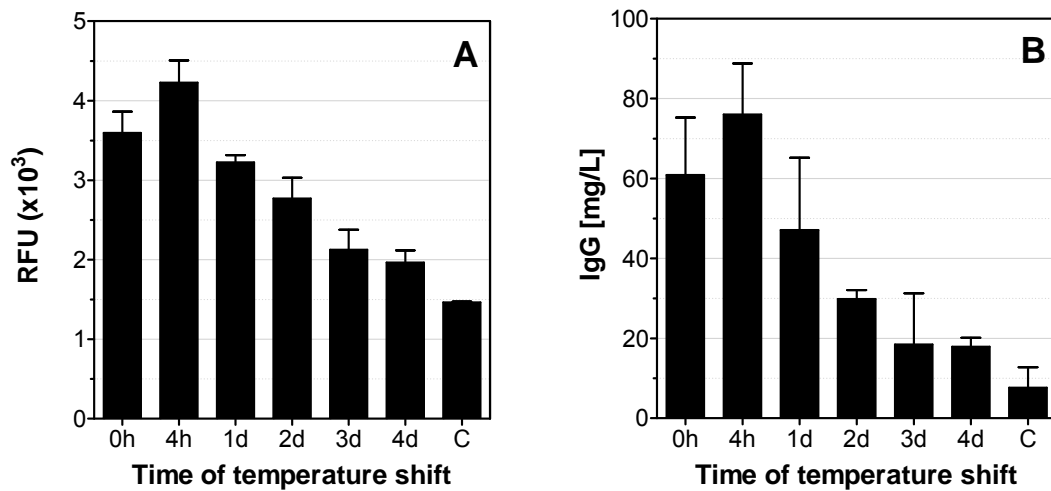 A
RFU (x10³)
5
4
3
2
1
0
0h 4h 1d 2d 3d 4d C
Time of temperature shift
B
IgG [mg/L]
100
80
60
40
20
0
0h 4h 1d 2d 3d 4d C
Time of temperature shift